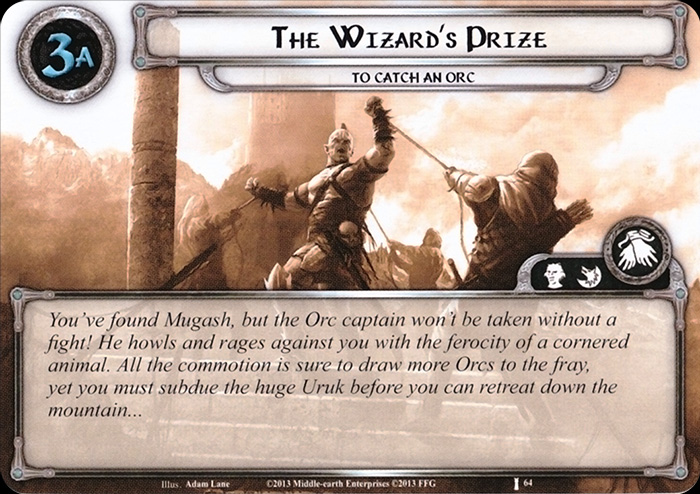 3A
The Wizard's Prize
TO CATCH AN ORC
You've found Mugash, but the Orc captain won't be taken without a
fight! He howls and rages against you with the ferocity of a cornered
animal. All the commotion is sure to draw more Orcs to the fray,
yet you must subdue the huge Uruk before you can retreat down the
mountain...
Illus. Adam Lane ©2013 Middle-earth Enterprises ©2013 FFG 64